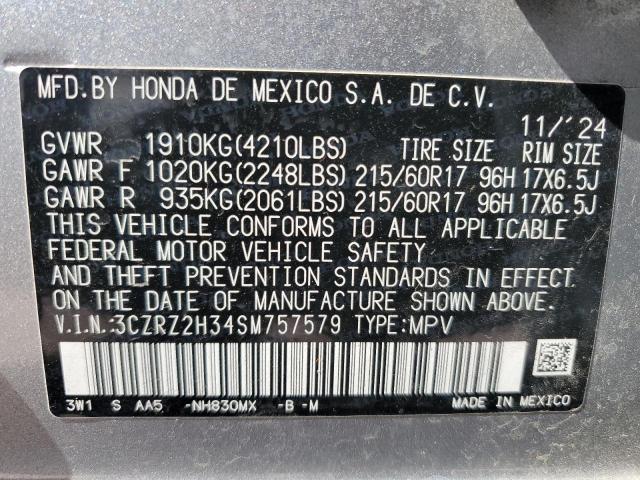 MFD.BY HONDA DE MEXICO S.A. DE C.V.
11/'24
GVWR 1910KG(4210LBS) TIRE SIZE RIM SIZE
GAWR F 1020KG(2248LBS) 215/60R17 96H 17X6.5J
GAWR R 935KG(2061LBS) 215/60R17 96H 17X6.5J
THIS VEHICLE CONFORMS TO ALL APPLICABLE
FEDERAL MOTOR VEHICLE SAFETY
AND THEFT PREVENTION STANDARDS IN EFFECT
ON THE DATE OF MANUFACTURE SHOWN ABOVE.
V.I.N.:3CZRZ2H34SM757579 TYPE:MPV
3W1 S AA5 -NH830MX -B -M MADE IN MEXICO